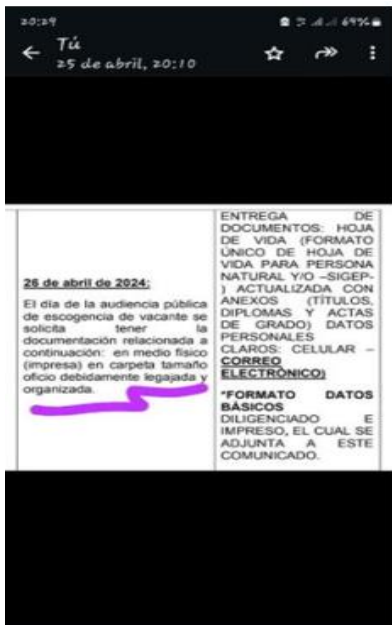 20:29
69%
Tú
25 de abril, 20:10
26 de abril de 2024:
El día de la audiencia pública
de escogencia de vacante se
solicita tener la
documentación relacionada a
continuación: en medio físico
(impresa) en carpeta tamaño
oficio debidamente legajada y
organizada.
ENTREGA DE
DOCUMENTOS: HOJA
DE VIDA (FORMATO
ÚNICO DE HOJA DE
VIDA PARA PERSONA
NATURAL Y/O –SIGEP-
) ACTUALIZADA CON
ANEXOS (TÍTULOS,
DIPLOMAS Y ACTAS
DE GRADO) DATOS
PERSONALES
CLAROS: CELULAR –
CORREO
ELECTRÓNICO)
*FORMATO DATOS
BÁSICOS
DILIGENCIADO E
IMPRESO, EL CUAL SE
ADJUNTA A ESTE
COMUNICADO.